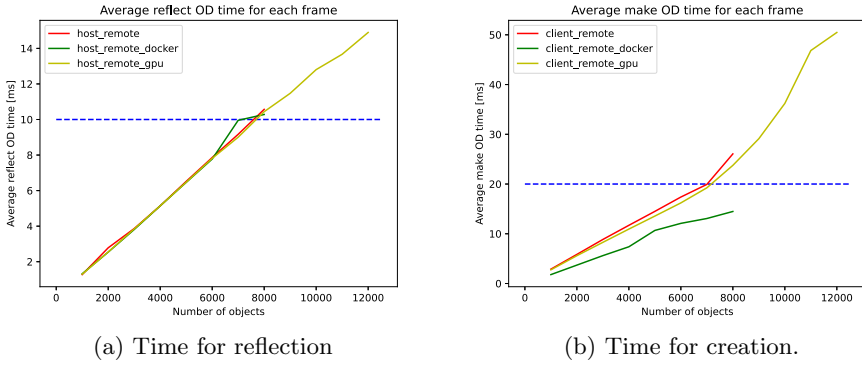 Average reflect OD time for each frame
host_remote
host_remote_docker
host_remote_gpu
14
12
10
8
6
4
2
Average reflect OD time [ms]
0 2000 4000 6000 8000 10000 12000
Number of objects
(a) Time for reflection
Average make OD time for each frame
client_remote
client_remote_docker
client_remote_gpu
50
40
30
20
10
0
Average make OD time [ms]
0 2000 4000 6000 8000 10000 12000
Number of objects
(b) Time for creation.